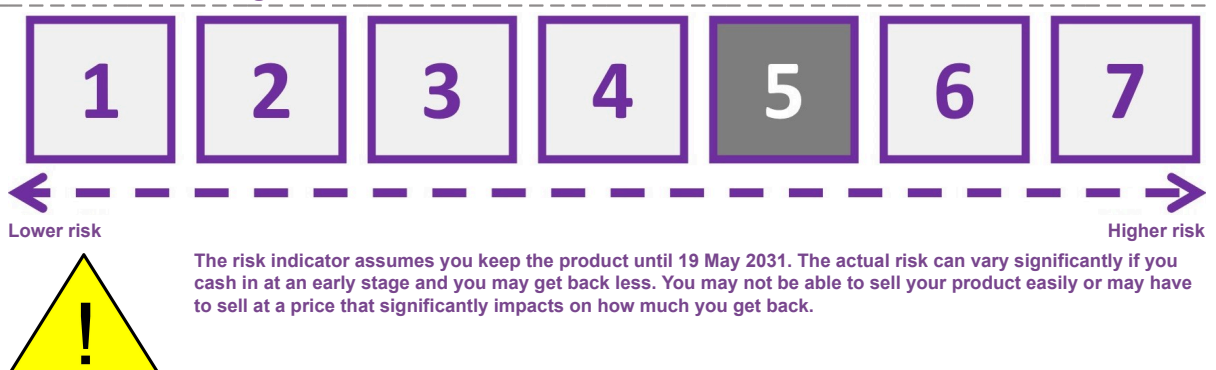 1 2 3 4 5 6 7
Lower risk Higher risk
The risk indicator assumes you keep the product until 19 May 2031. The actual risk can vary significantly if you
cash in at an early stage and you may get back less. You may not be able to sell your product easily or may have
to sell at a price that significantly impacts on how much you get back.
!